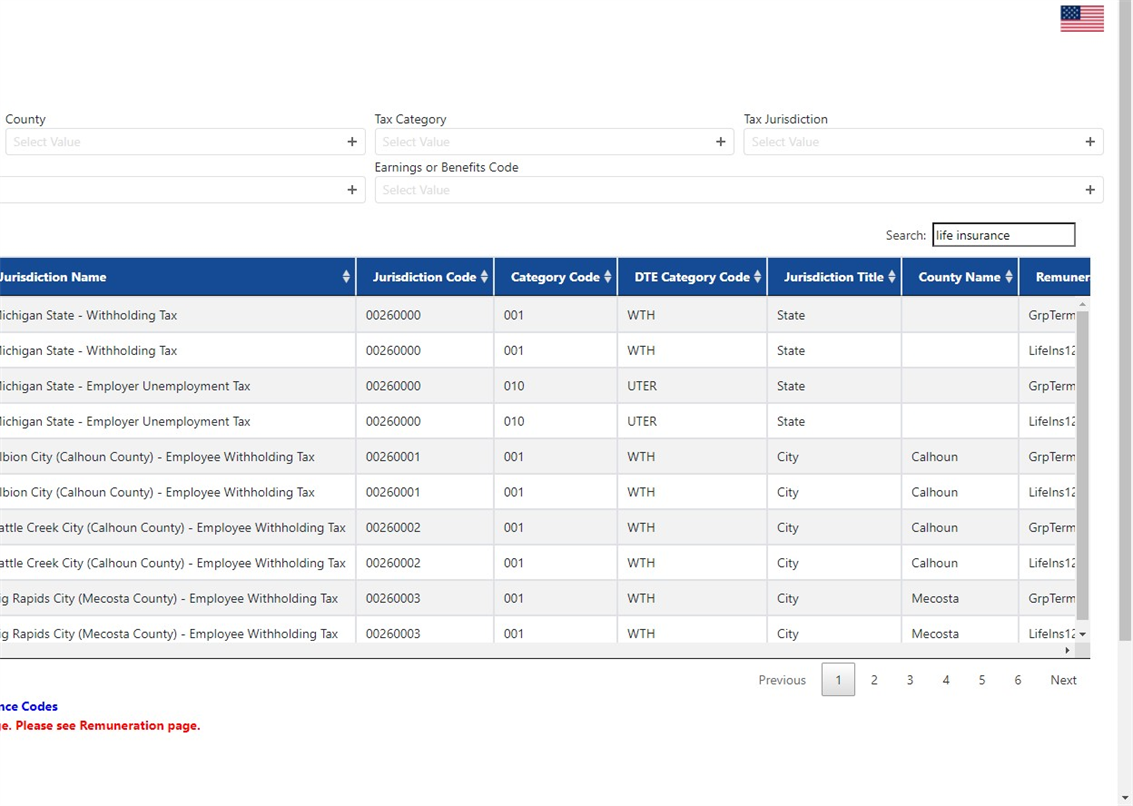 County Tax Category Tax Jurisdiction
Select Value + Select Value + Select Value +
Earnings or Benefits Code
+ Select Value +
Search: life insurance
Jurisdiction Name Jurisdiction Code Category Code DTE Category Code Jurisdiction Title County Name Remuner
ichigan State - Withholding Tax 00260000 001 WTH State GrpTerm
ichigan State - Withholding Tax 00260000 001 WTH State LifeIns12
ichigan State - Employer Unemployment Tax 00260000 010 UTER State GrpTerm
ichigan State - Employer Unemployment Tax 00260000 010 UTER State LifeIns12
lbion City (Calhoun County) - Employee Withholding Tax 00260001 001 WTH City Calhoun GrpTerm
lbion City (Calhoun County) - Employee Withholding Tax 00260001 001 WTH City Calhoun LifeIns12
attle Creek City (Calhoun County) - Employee Withholding Tax 00260002 001 WTH City Calhoun GrpTerm
attle Creek City (Calhoun County) - Employee Withholding Tax 00260002 001 WTH City Calhoun LifeIns12
ig Rapids City (Mecosta County) - Employee Withholding Tax 00260003 001 WTH City Mecosta GrpTerm
ig Rapids City (Mecosta County) - Employee Withholding Tax 00260003 001 WTH City Mecosta LifeIns12
Previous 1 2 3 4 5 6 Next
nce Codes
e. Please see Remuneration page.